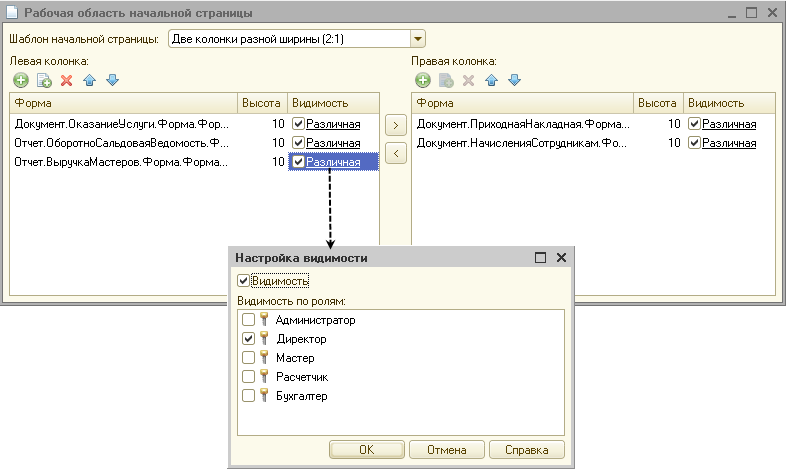 Рабочая область начальной страницы
Шаблон начальной страницы: Две колонки разной ширины (2:1)
Левая колонка:
Форма Высота Видимость
Документ.ОказаниеУслуги.Форма.Фор... 10 Различная
Отчет.ОборотноСальдоваяВедомость.Ф... 10 Различная
Отчет.ВыручкаМастеров.Форма.Форма... 10 Различная
Правая колонка:
Форма Высота Видимость
Документ.ПриходнаяНакладная.Форма... 10 Различная
Документ.НачисленияСотрудникам.Фо... 10 Различная
Настройка видимости
Видимость
Видимость по ролям:
Администратор
Директор
Мастер
Расчетчик
Бухгалтер
OK Отмена Справка